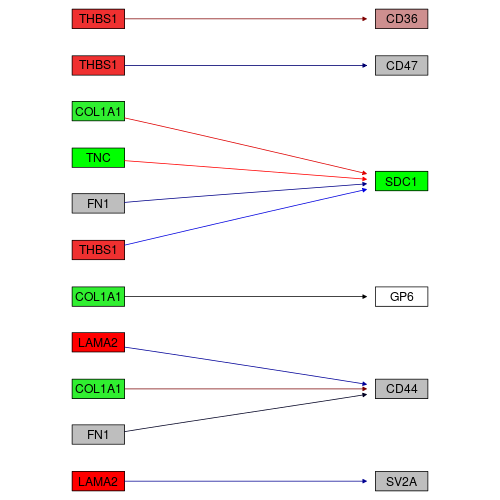 THBS1 CD36
THBS1 CD47
COL1A1
TNC
SDC1
FN1
THBS1
COL1A1 GP6
LAMA2
COL1A1 CD44
FN1
LAMA2 SV2A